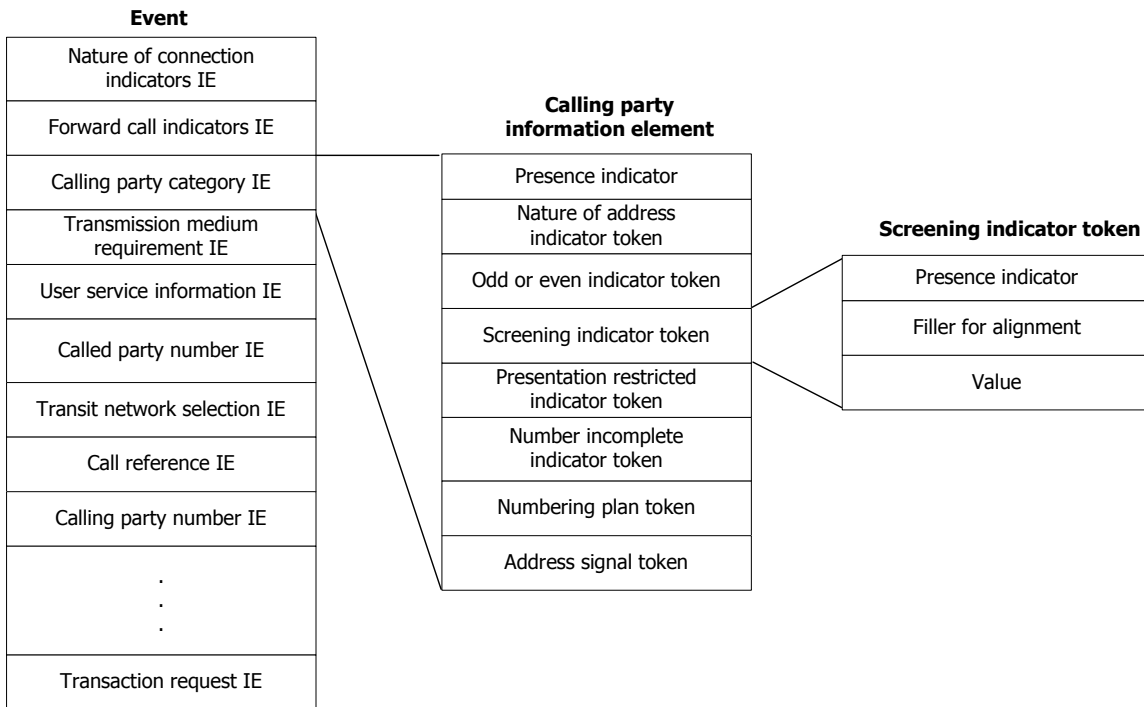 Event
Nature of connection
indicators IE
Forward call indicators IE
Calling party category IE
Transmission medium
requirement IE
User service information IE
Called party number IE
Transit network selection IE
Call reference IE
Calling party number IE
.
.
.
Transaction request IE
Calling party
information element
Presence indicator
Nature of address
indicator token
Odd or even indicator token
Screening indicator token
Presentation restricted
indicator token
Number incomplete
indicator token
Numbering plan token
Address signal token
Screening indicator token
Presence indicator
Filler for alignment
Value